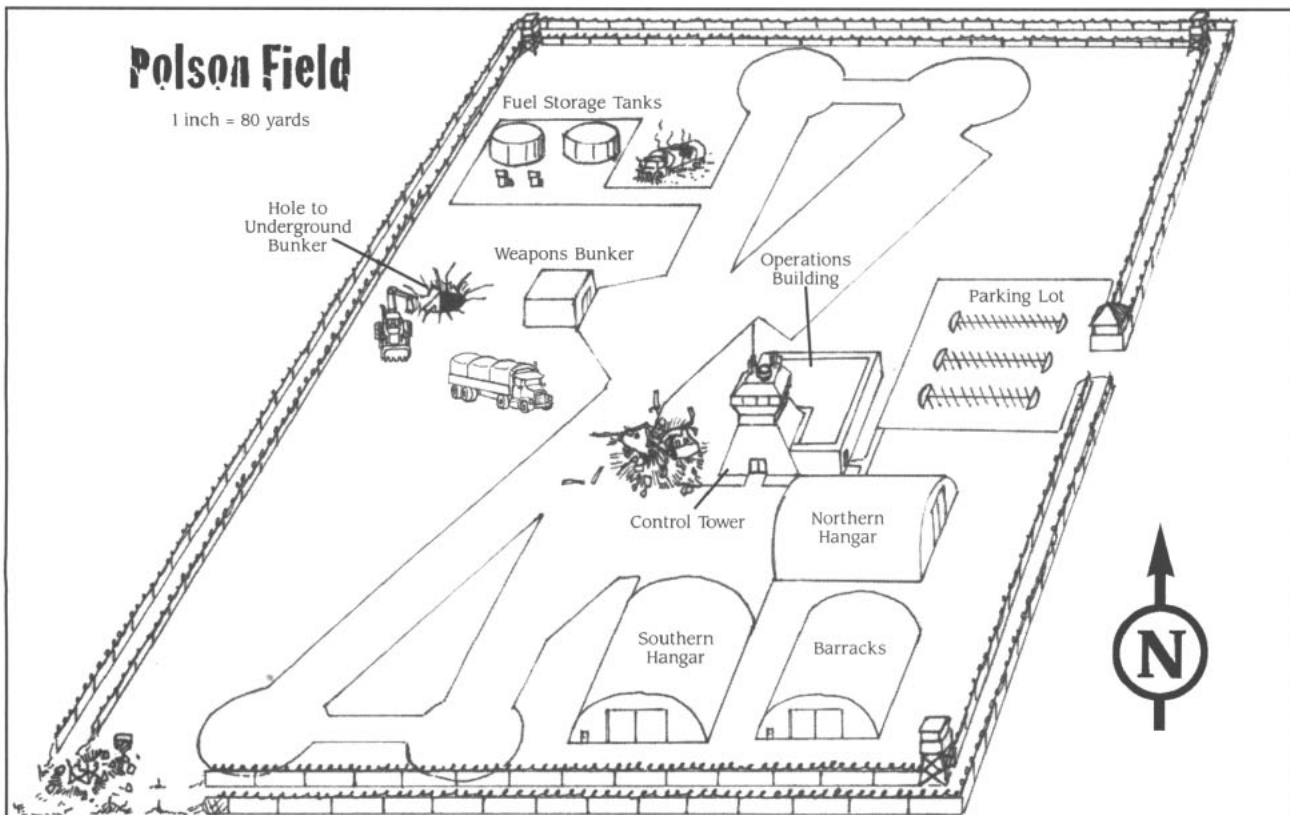 Polson Field
1 inch = 80 yards
Fuel Storage Tanks
Hole to
Underground
Bunker
Weapons Bunker
Operations
Building
Parking Lot
Control Tower
Northern
Hangar
Southern
Hangar
Barracks
N